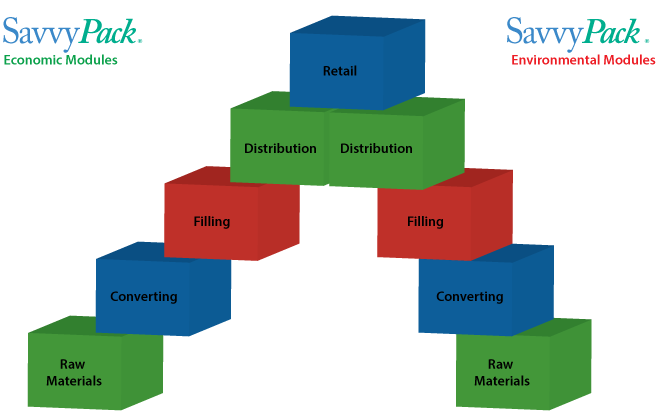 SavvyPack®
Economic Modules
SavvyPack®
Environmental Modules
Retail
Distribution
Distribution
Filling
Filling
Converting
Converting
Raw
Materials
Raw
Materials